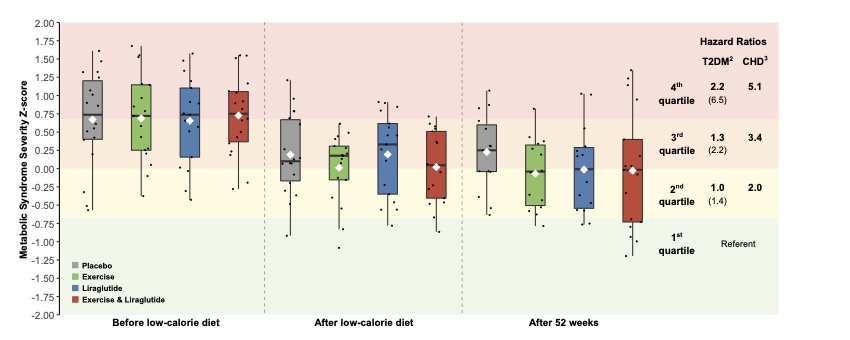 Metabolic Syndrome Severity Z-score
2.00
1.75
1.50
1.25
1.00
0.75
0.50
0.25
0.00
-0.25
-0.50
-0.75
-1.00
-1.25
-1.50
-1.75
-2.00
Placebo
Exercise
Liraglutide
Exercise & Liraglutide
Before low-calorie diet
After low-calorie diet
After 52 weeks
Hazard Ratios
T2DM² CHD³
4th 2.2 5.1
quartile (6.5)
3rd 1.3 3.4
quartile (2.2)
2nd 1.0 2.0
quartile (1.4)
1st
quartile
Referent